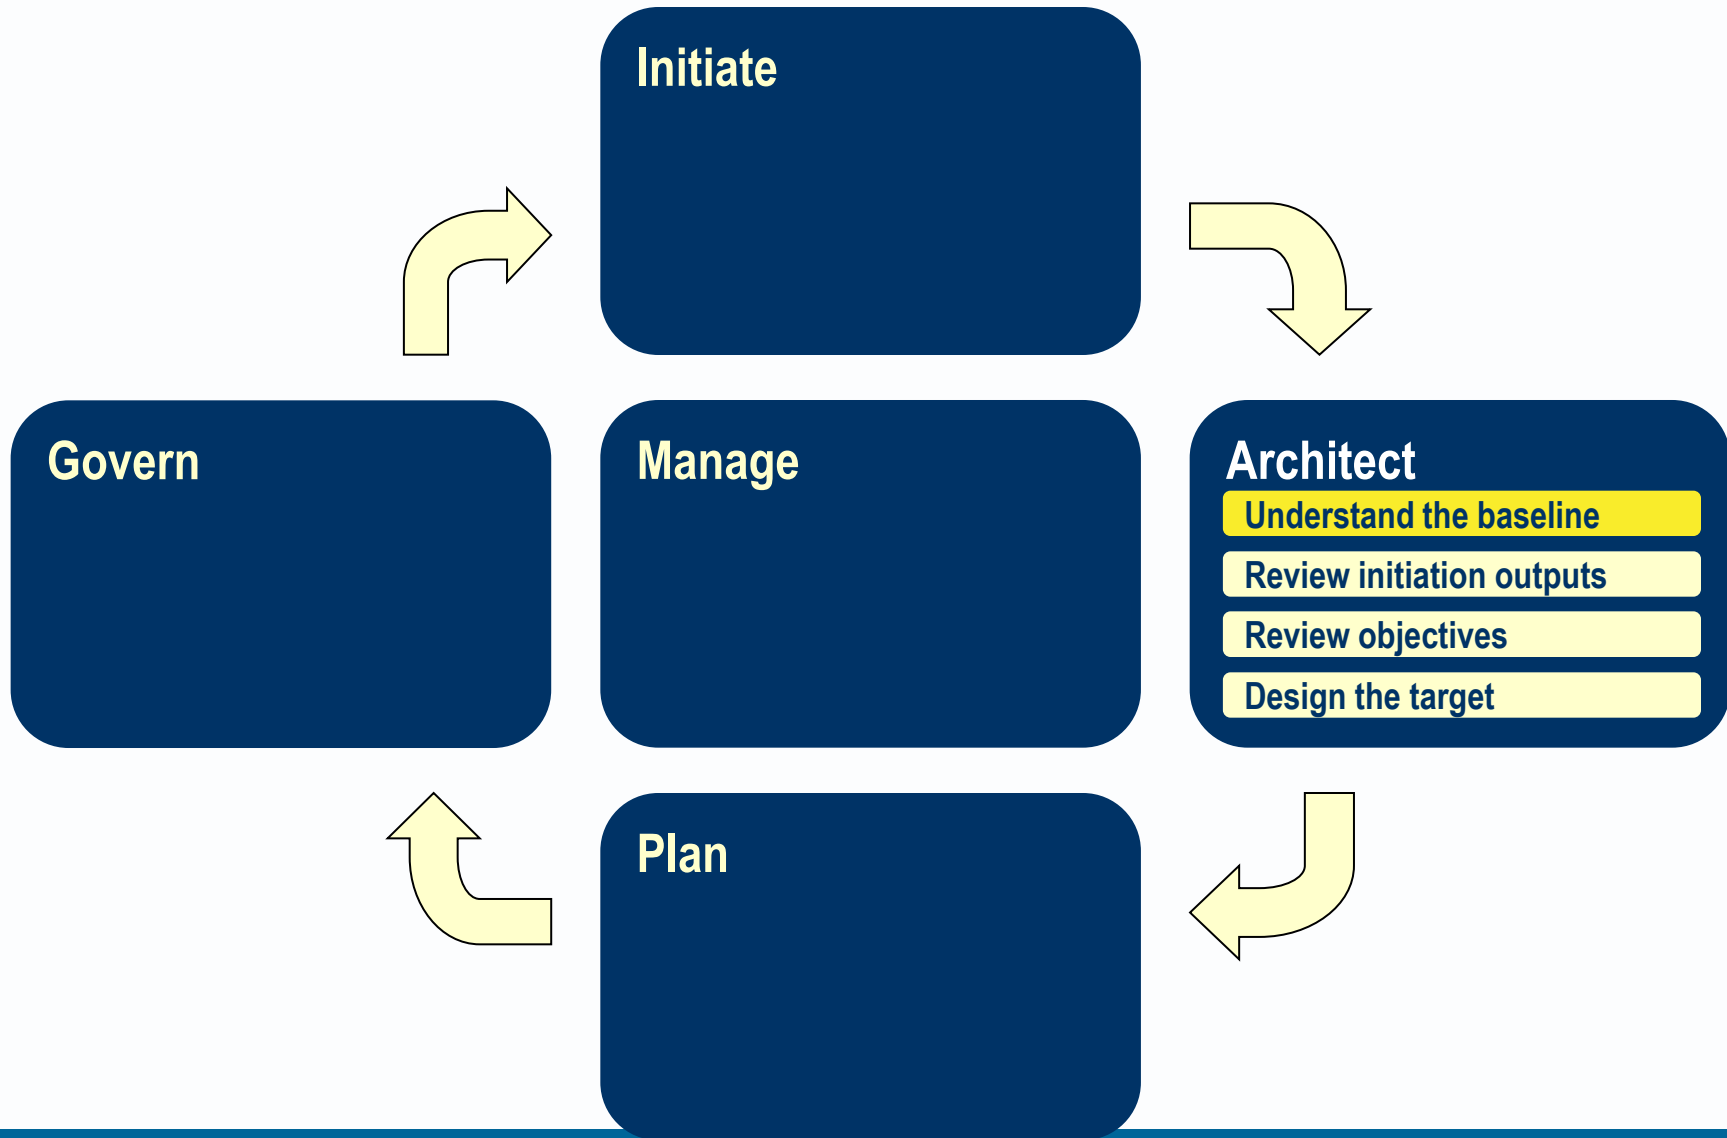 Initiate
Govern
Manage
Architect
Understand the baseline
Review initiation outputs
Review objectives
Design the target
Plan